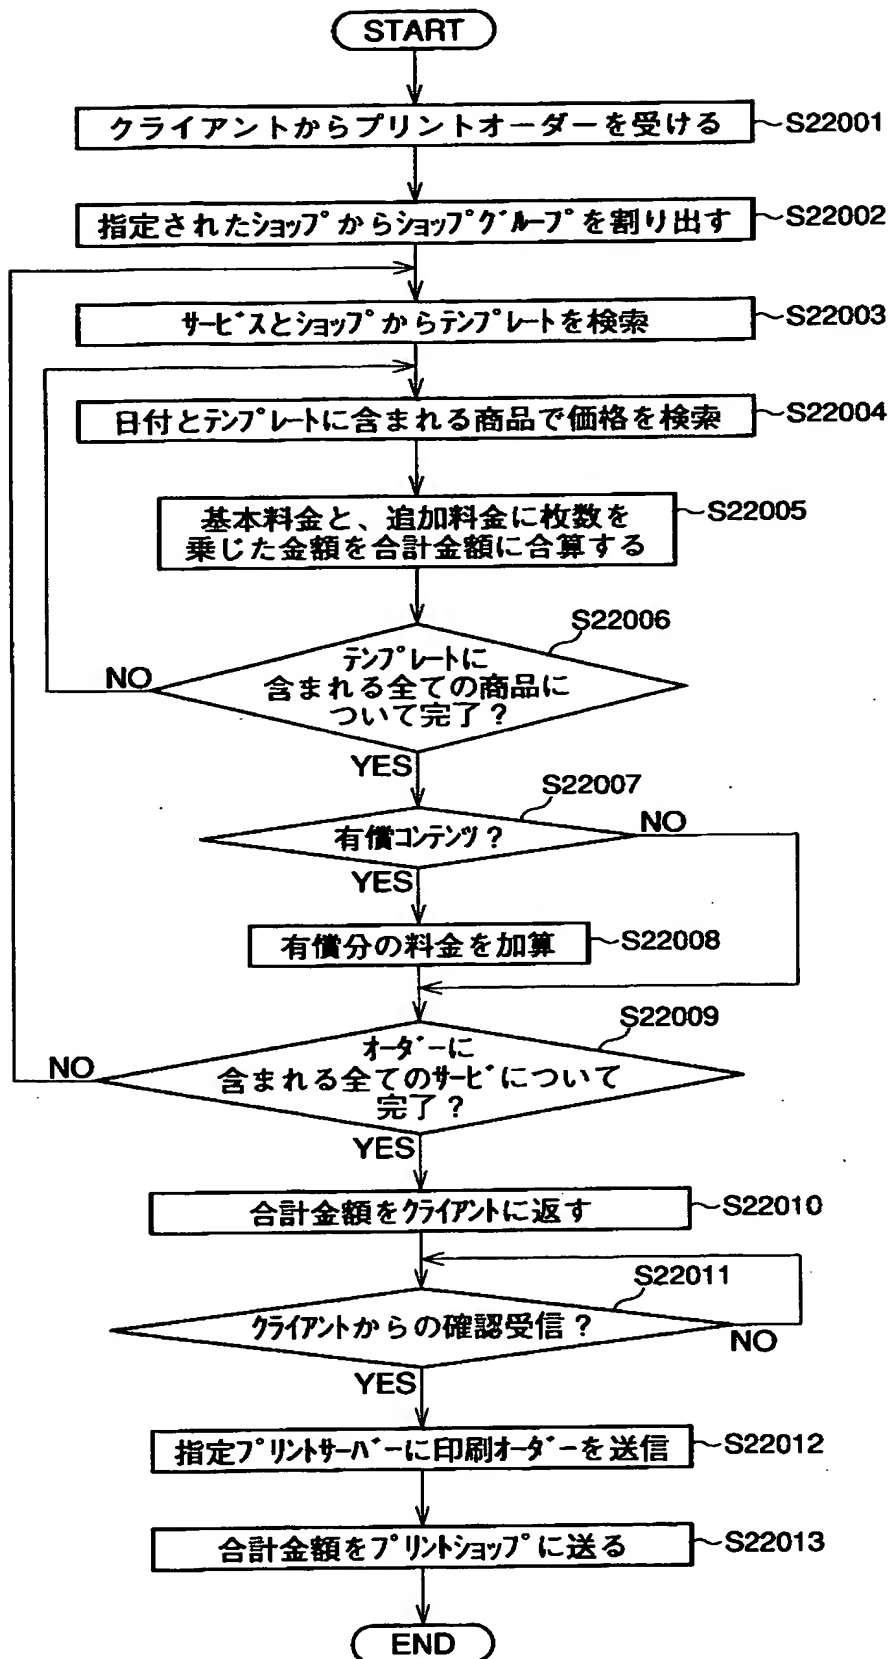 START
クライアントからプリントオーダーを受ける
S22001
指定されたショップからショップグループを割り出す
S22002
サービスとショップからテンプレートを検索
S22003
日付とテンプレートに含まれる商品で価格を検索
S22004
基本料金と、追加料金に枚数を
乗じた金額を合計金額に合算する
S22005
S22006
テンプレートに
含まれる全ての商品に
ついて完了？
NO
YES
S22007
有償コンテンツ？
NO
YES
有償分の料金を加算
S22008
S22009
オーダーに
含まれる全てのサービについて
完了？
NO
YES
合計金額をクライアントに返す
S22010
S22011
クライアントからの確認受信？
NO
YES
指定プリントサーバーに印刷オーダーを送信
S22012
合計金額をプリントショップに送る
S22013
END